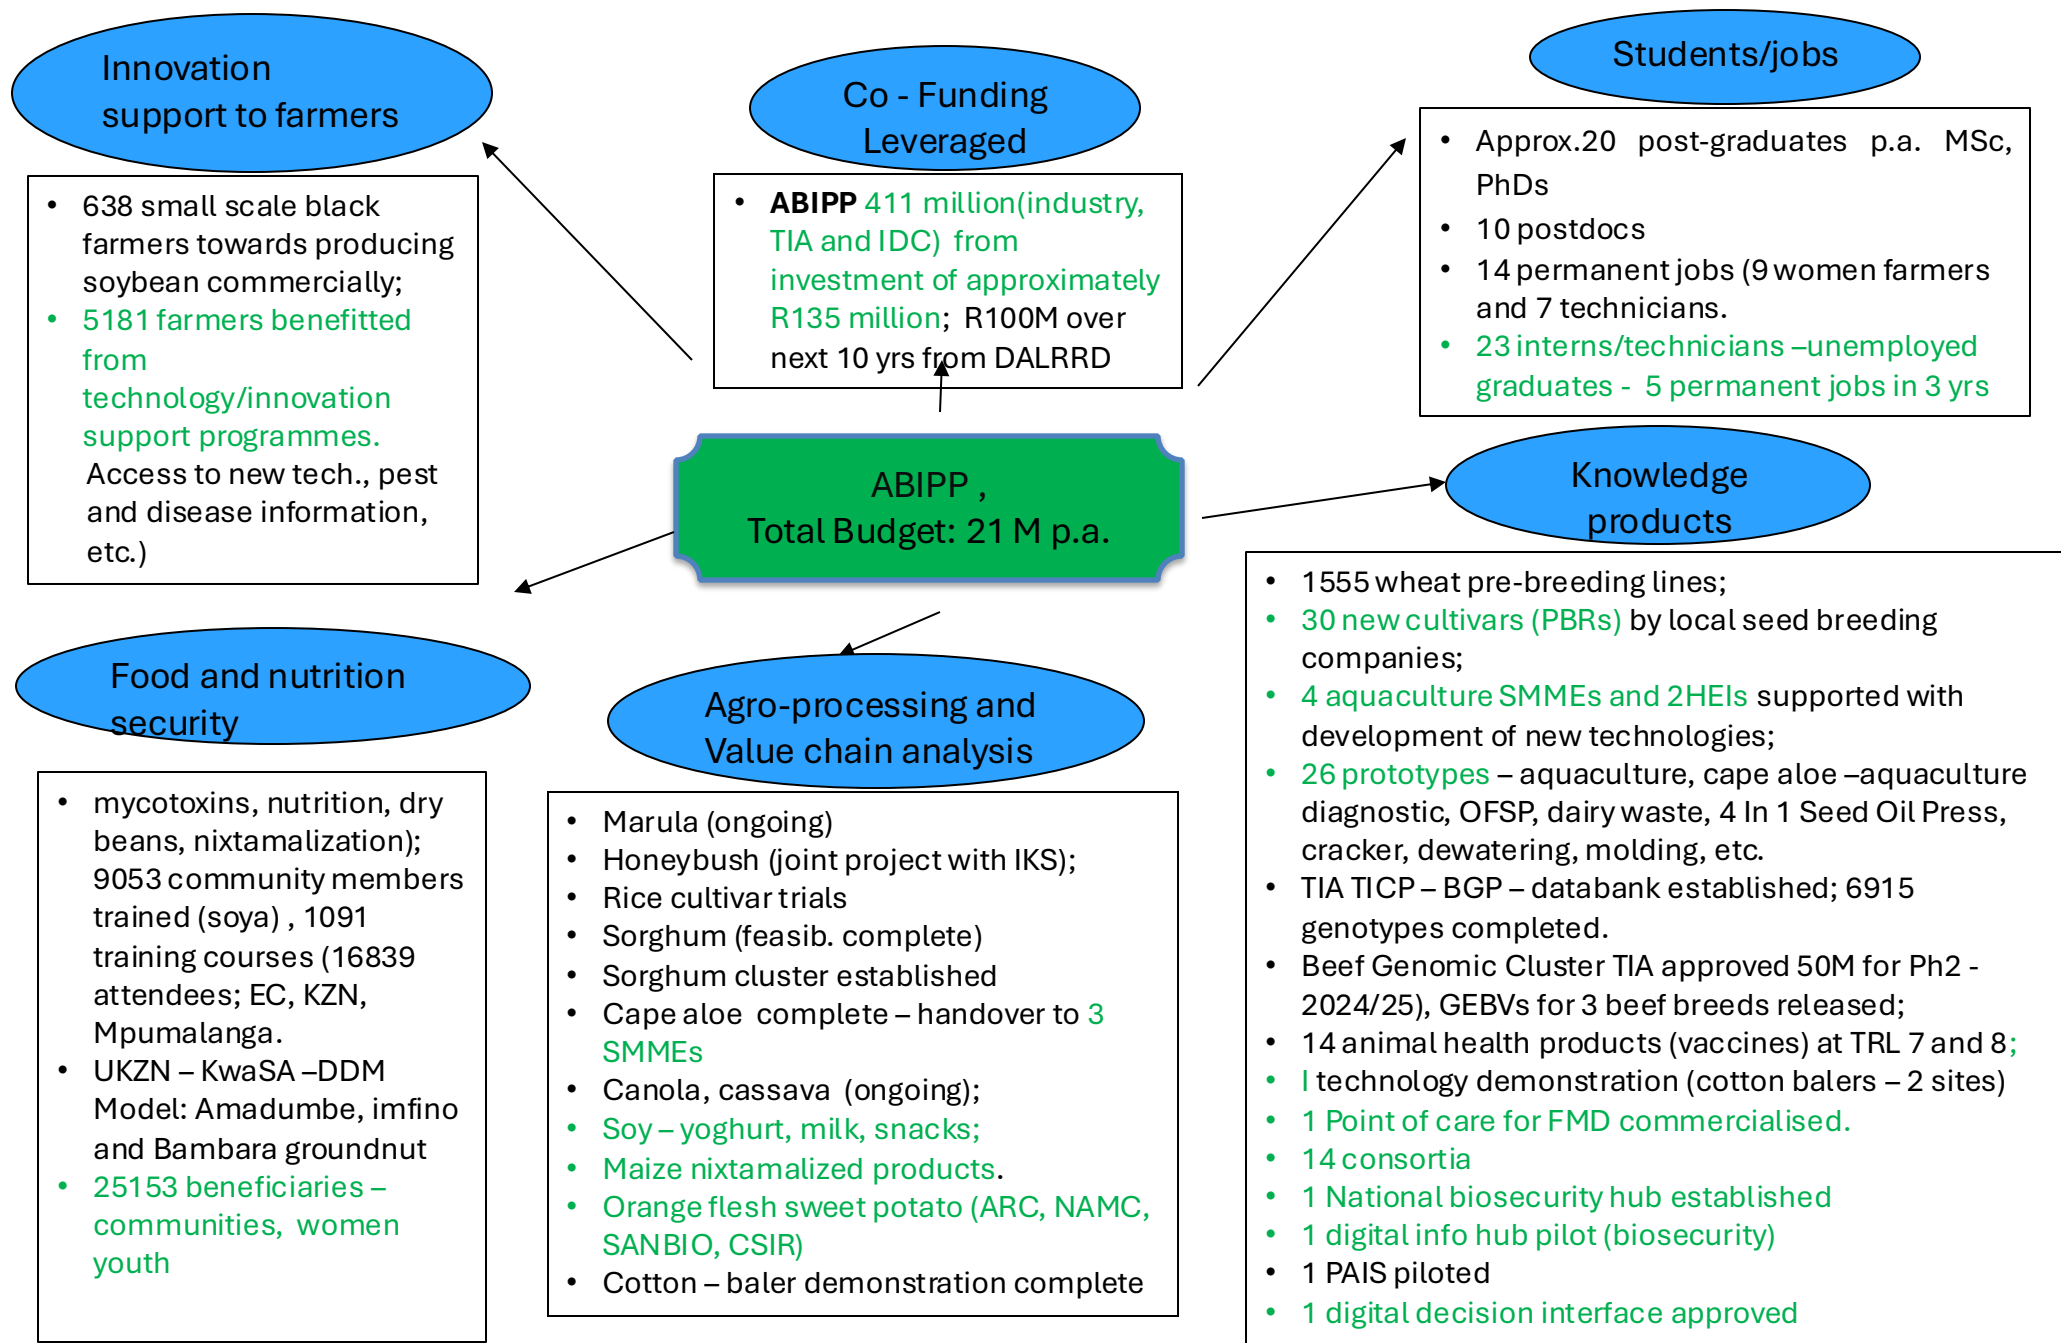 Innovation
support to farmers
• 638 small scale black
farmers towards producing
soybean commercially;
• 5181 farmers benefitted
from
technology/innovation
support programmes.
Access to new tech., pest
and disease information,
etc.)
Co - Funding
Leveraged
• ABIPP 411 million(industry,
TIA and IDC) from
investment of approximately
R135 million; R100M over
next 10 yrs from DALRRD
Students/jobs
• Approx.20 post-graduates p.a. MSc,
PhDs
• 10 postdocs
• 14 permanent jobs (9 women farmers
and 7 technicians.
• 23 interns/technicians –unemployed
graduates - 5 permanent jobs in 3 yrs
ABIPP ,
Total Budget: 21 M p.a.
Knowledge
products
• 1555 wheat pre-breeding lines;
• 30 new cultivars (PBRs) by local seed breeding
companies;
• 4 aquaculture SMMEs and 2HEIs supported with
development of new technologies;
• 26 prototypes – aquaculture, cape aloe –aquaculture
diagnostic, OFSP, dairy waste, 4 In 1 Seed Oil Press,
cracker, dewatering, molding, etc.
• TIA TICP – BGP – databank established; 6915
genotypes completed.
• Beef Genomic Cluster TIA approved 50M for Ph2 -
2024/25), GEBVs for 3 beef breeds released;
• 14 animal health products (vaccines) at TRL 7 and 8;
• I technology demonstration (cotton balers – 2 sites)
• 1 Point of care for FMD commercialised.
• 14 consortia
• 1 National biosecurity hub established
• 1 digital info hub pilot (biosecurity)
• 1 PAIS piloted
• 1 digital decision interface approved
Food and nutrition
security
• mycotoxins, nutrition, dry
beans, nixtamalization);
9053 community members
trained (soya) , 1091
training courses (16839
attendees; EC, KZN,
Mpumalanga.
• UKZN – KwaSA –DDM
Model: Amadumbe, imfino
and Bambara groundnut
• 25153 beneficiaries –
communities, women
youth
Agro-processing and
Value chain analysis
• Marula (ongoing)
• Honeybush (joint project with IKS);
• Rice cultivar trials
• Sorghum (feasib. complete)
• Sorghum cluster established
• Cape aloe complete – handover to 3
SMMEs
• Canola, cassava (ongoing);
• Soy – yoghurt, milk, snacks;
• Maize nixtamalized products.
• Orange flesh sweet potato (ARC, NAMC,
SANBIO, CSIR)
• Cotton – baler demonstration complete